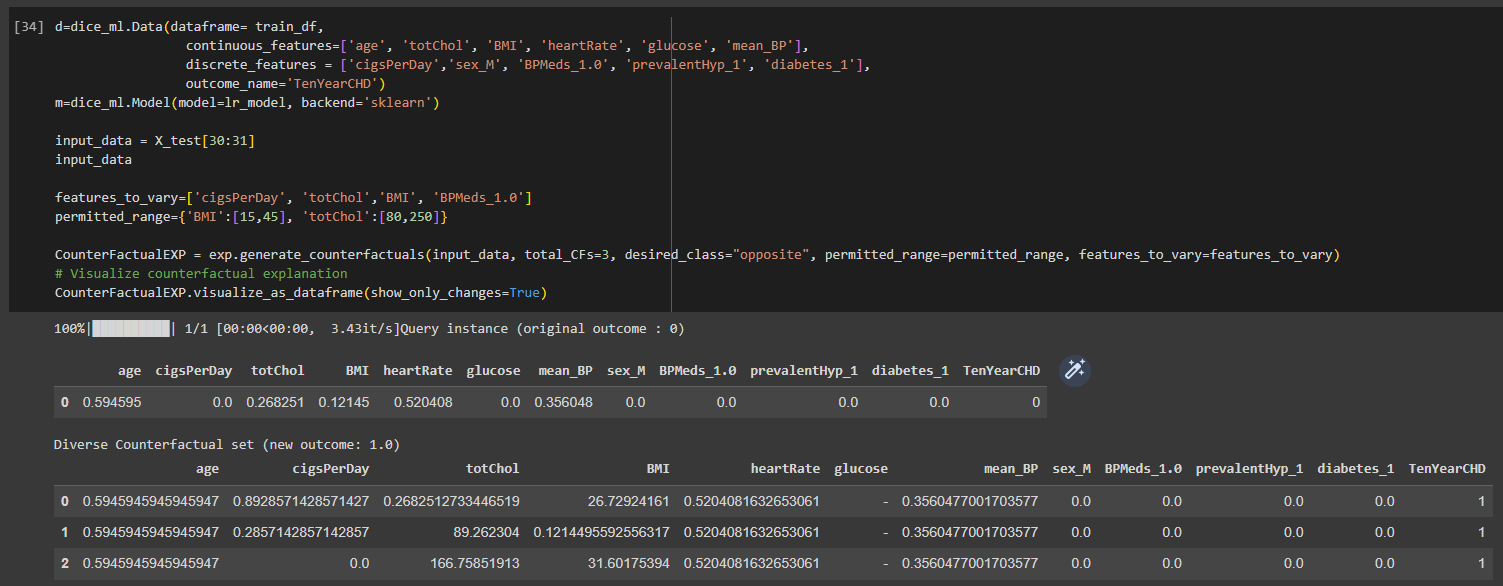 [34] d=dice_ml.Data(dataframe= train_df,
continuous_features=['age', 'totChol', 'BMI', 'heartRate', 'glucose', 'mean_BP'],
discrete_features = ['cigsPerDay','sex_M', 'BPMeds_1.0', 'prevalentHyp_1', 'diabetes_1'],
outcome_name='TenYearCHD')
m=dice_ml.Model(model=lr_model, backend='sklearn')
input_data = X_test[30:31]
input_data
features_to_vary=['cigsPerDay', 'totChol','BMI', 'BPMeds_1.0']
permitted_range={'BMI':[15,45], 'totChol':[80,250]}
CounterFactualEXP = exp.generate_counterfactuals(input_data, total_CFs=3, desired_class="opposite", permitted_range=permitted_range, features_to_vary=features_to_vary)
# Visualize counterfactual explanation
CounterFactualEXP.visualize_as_dataframe(show_only_changes=True)
100%|██████████| 1/1 [00:00<00:00, 3.43it/s]Query instance (original outcome : 0)
age cigsPerDay totChol BMI heartRate glucose mean_BP sex_M BPMeds_1.0 prevalentHyp_1 diabetes_1 TenYearCHD
0 0.594595 0.0 0.268251 0.12145 0.520408 0.0 0.356048 0.0 0.0 0.0 0.0 0
Diverse Counterfactual set (new outcome: 1.0)
age cigsPerDay totChol BMI heartRate glucose mean_BP sex_M BPMeds_1.0 prevalentHyp_1 diabetes_1 TenYearCHD
0 0.5945945945945947 0.8928571428571427 0.2682512733446519 26.72924161 0.5204081632653061 - 0.3560477001703577 0.0 0.0 0.0 0.0 1
1 0.5945945945945947 0.2857142857142857 89.262304 0.1214495592556317 0.5204081632653061 - 0.3560477001703577 0.0 0.0 0.0 0.0 1
2 0.5945945945945947 0.0 166.75851913 31.60175394 0.5204081632653061 - 0.3560477001703577 0.0 0.0 0.0 0.0 1